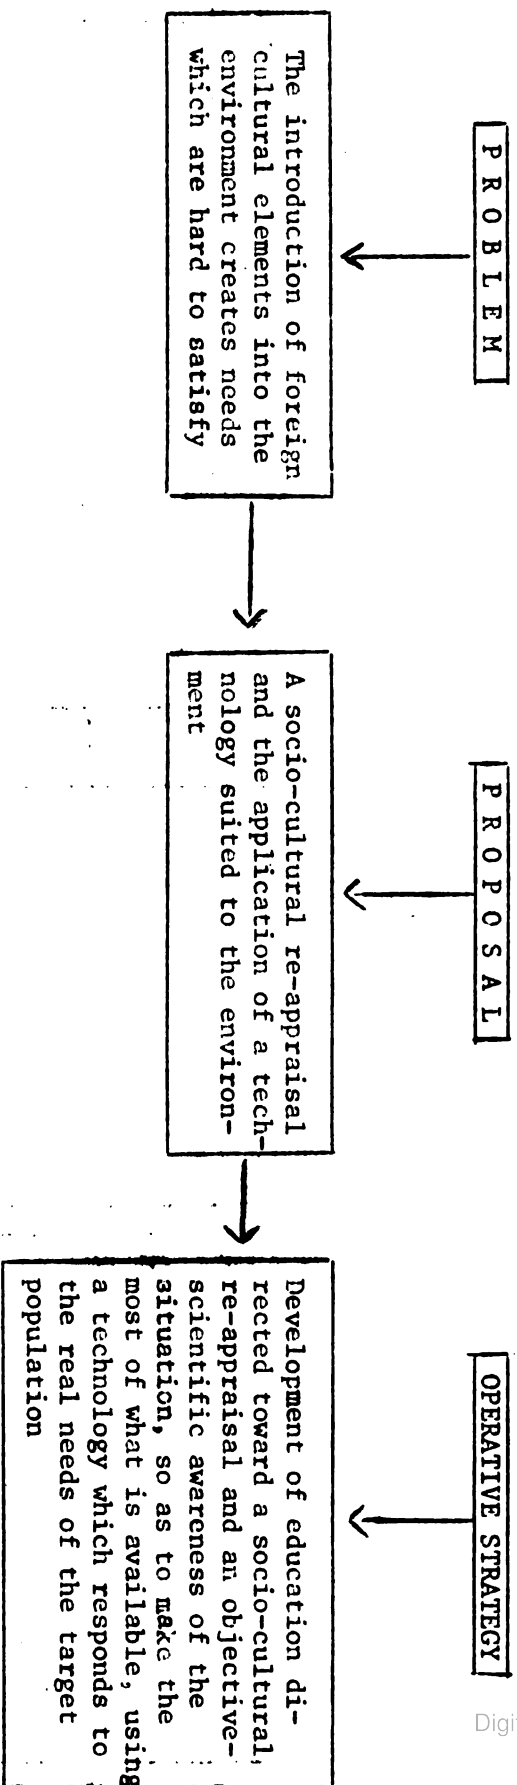 PROBLEM
The introduction of foreign
cultural elements into the
environment creates needs
which are hard to satisfy
PROPOSAL
A socio-cultural re-appraisal
and the application of a tech-
nology suited to the environ-
ment
OPERATIVE STRATEGY
Development of education di-
rected toward a socio-cultural,
re-appraisal and an objective-
scientific awareness of the
situation, so as to make the
most of what is available, using
a technology which responds to
the real needs of the target
population
Digi